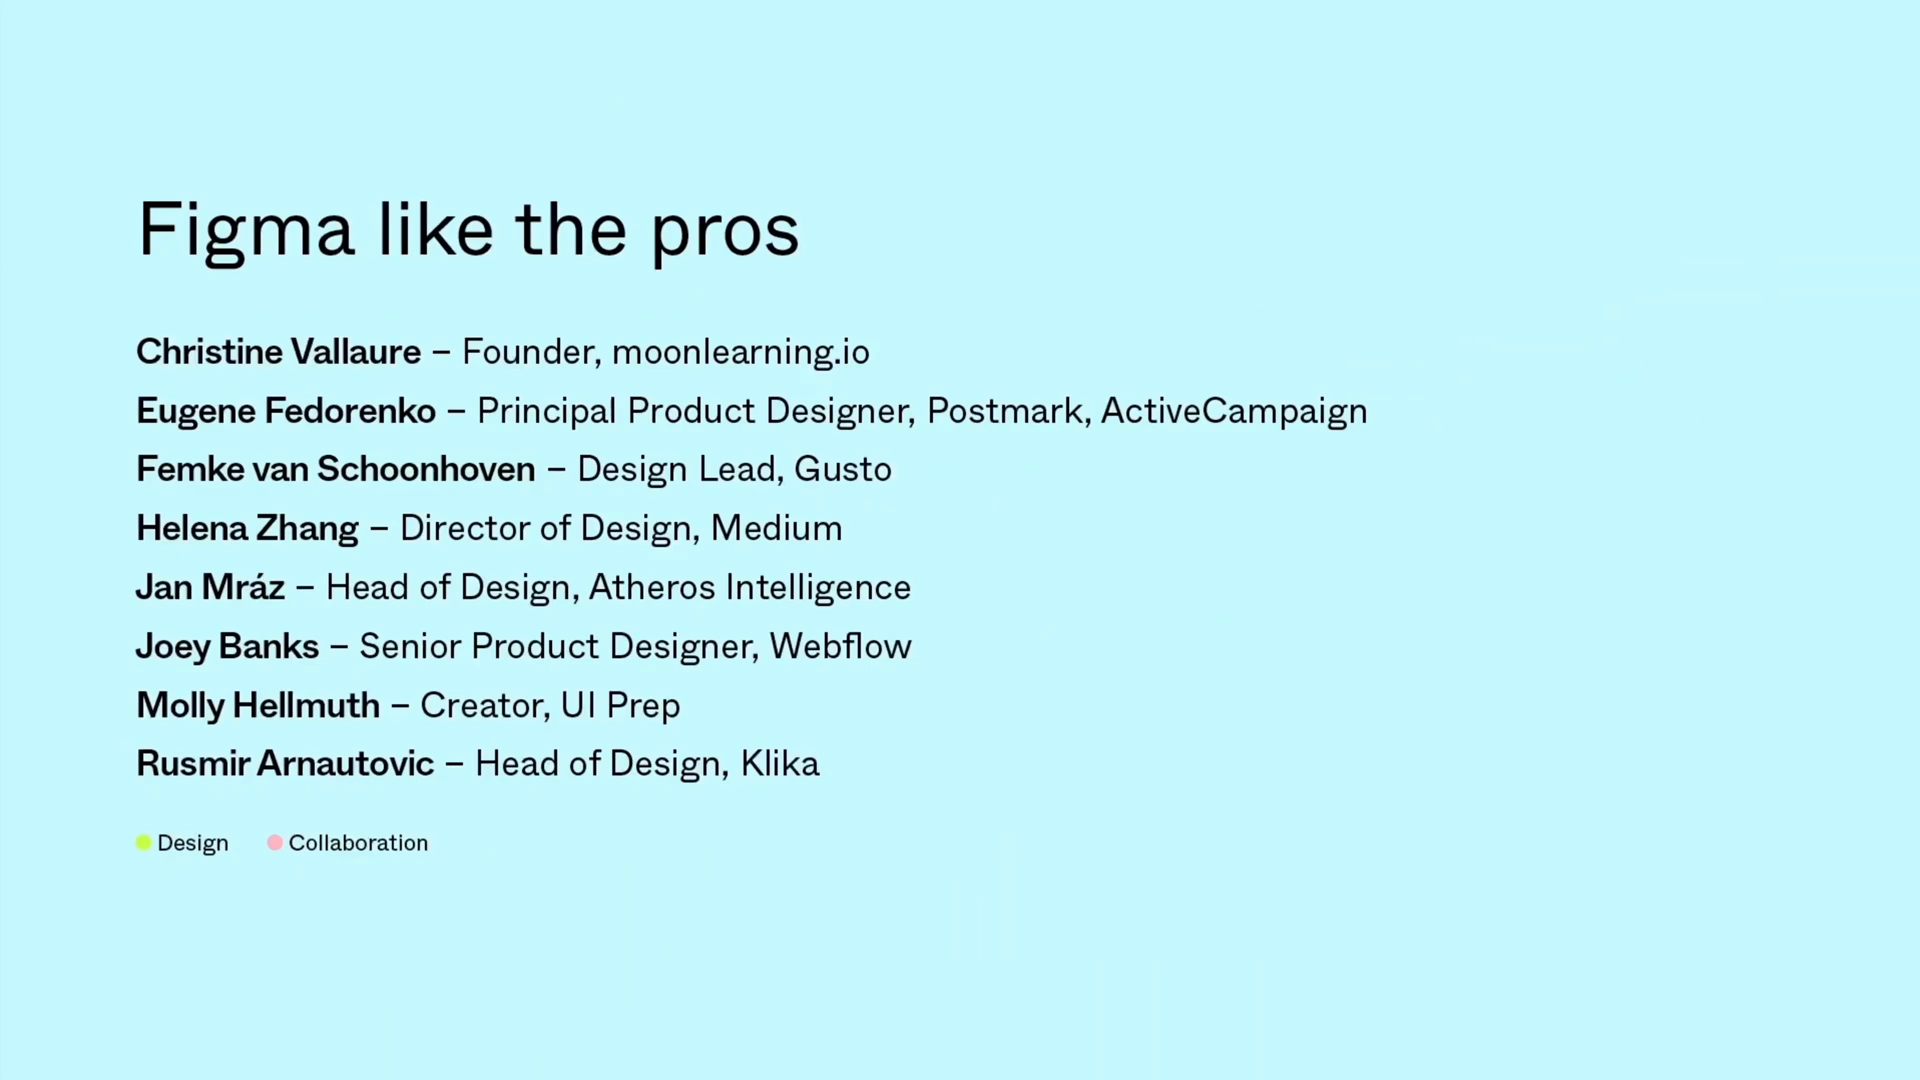 Figma like the pros
Christine Vallaure – Founder, moonlearning.io
Eugene Fedorenko – Principal Product Designer, Postmark, ActiveCampaign
Femke van Schoonhoven – Design Lead, Gusto
Helena Zhang – Director of Design, Medium
Jan Mráz – Head of Design, Atheros Intelligence
Joey Banks – Senior Product Designer, Webflow
Molly Hellmuth – Creator, UI Prep
Rusmir Arnautovic – Head of Design, Klika
Design Collaboration